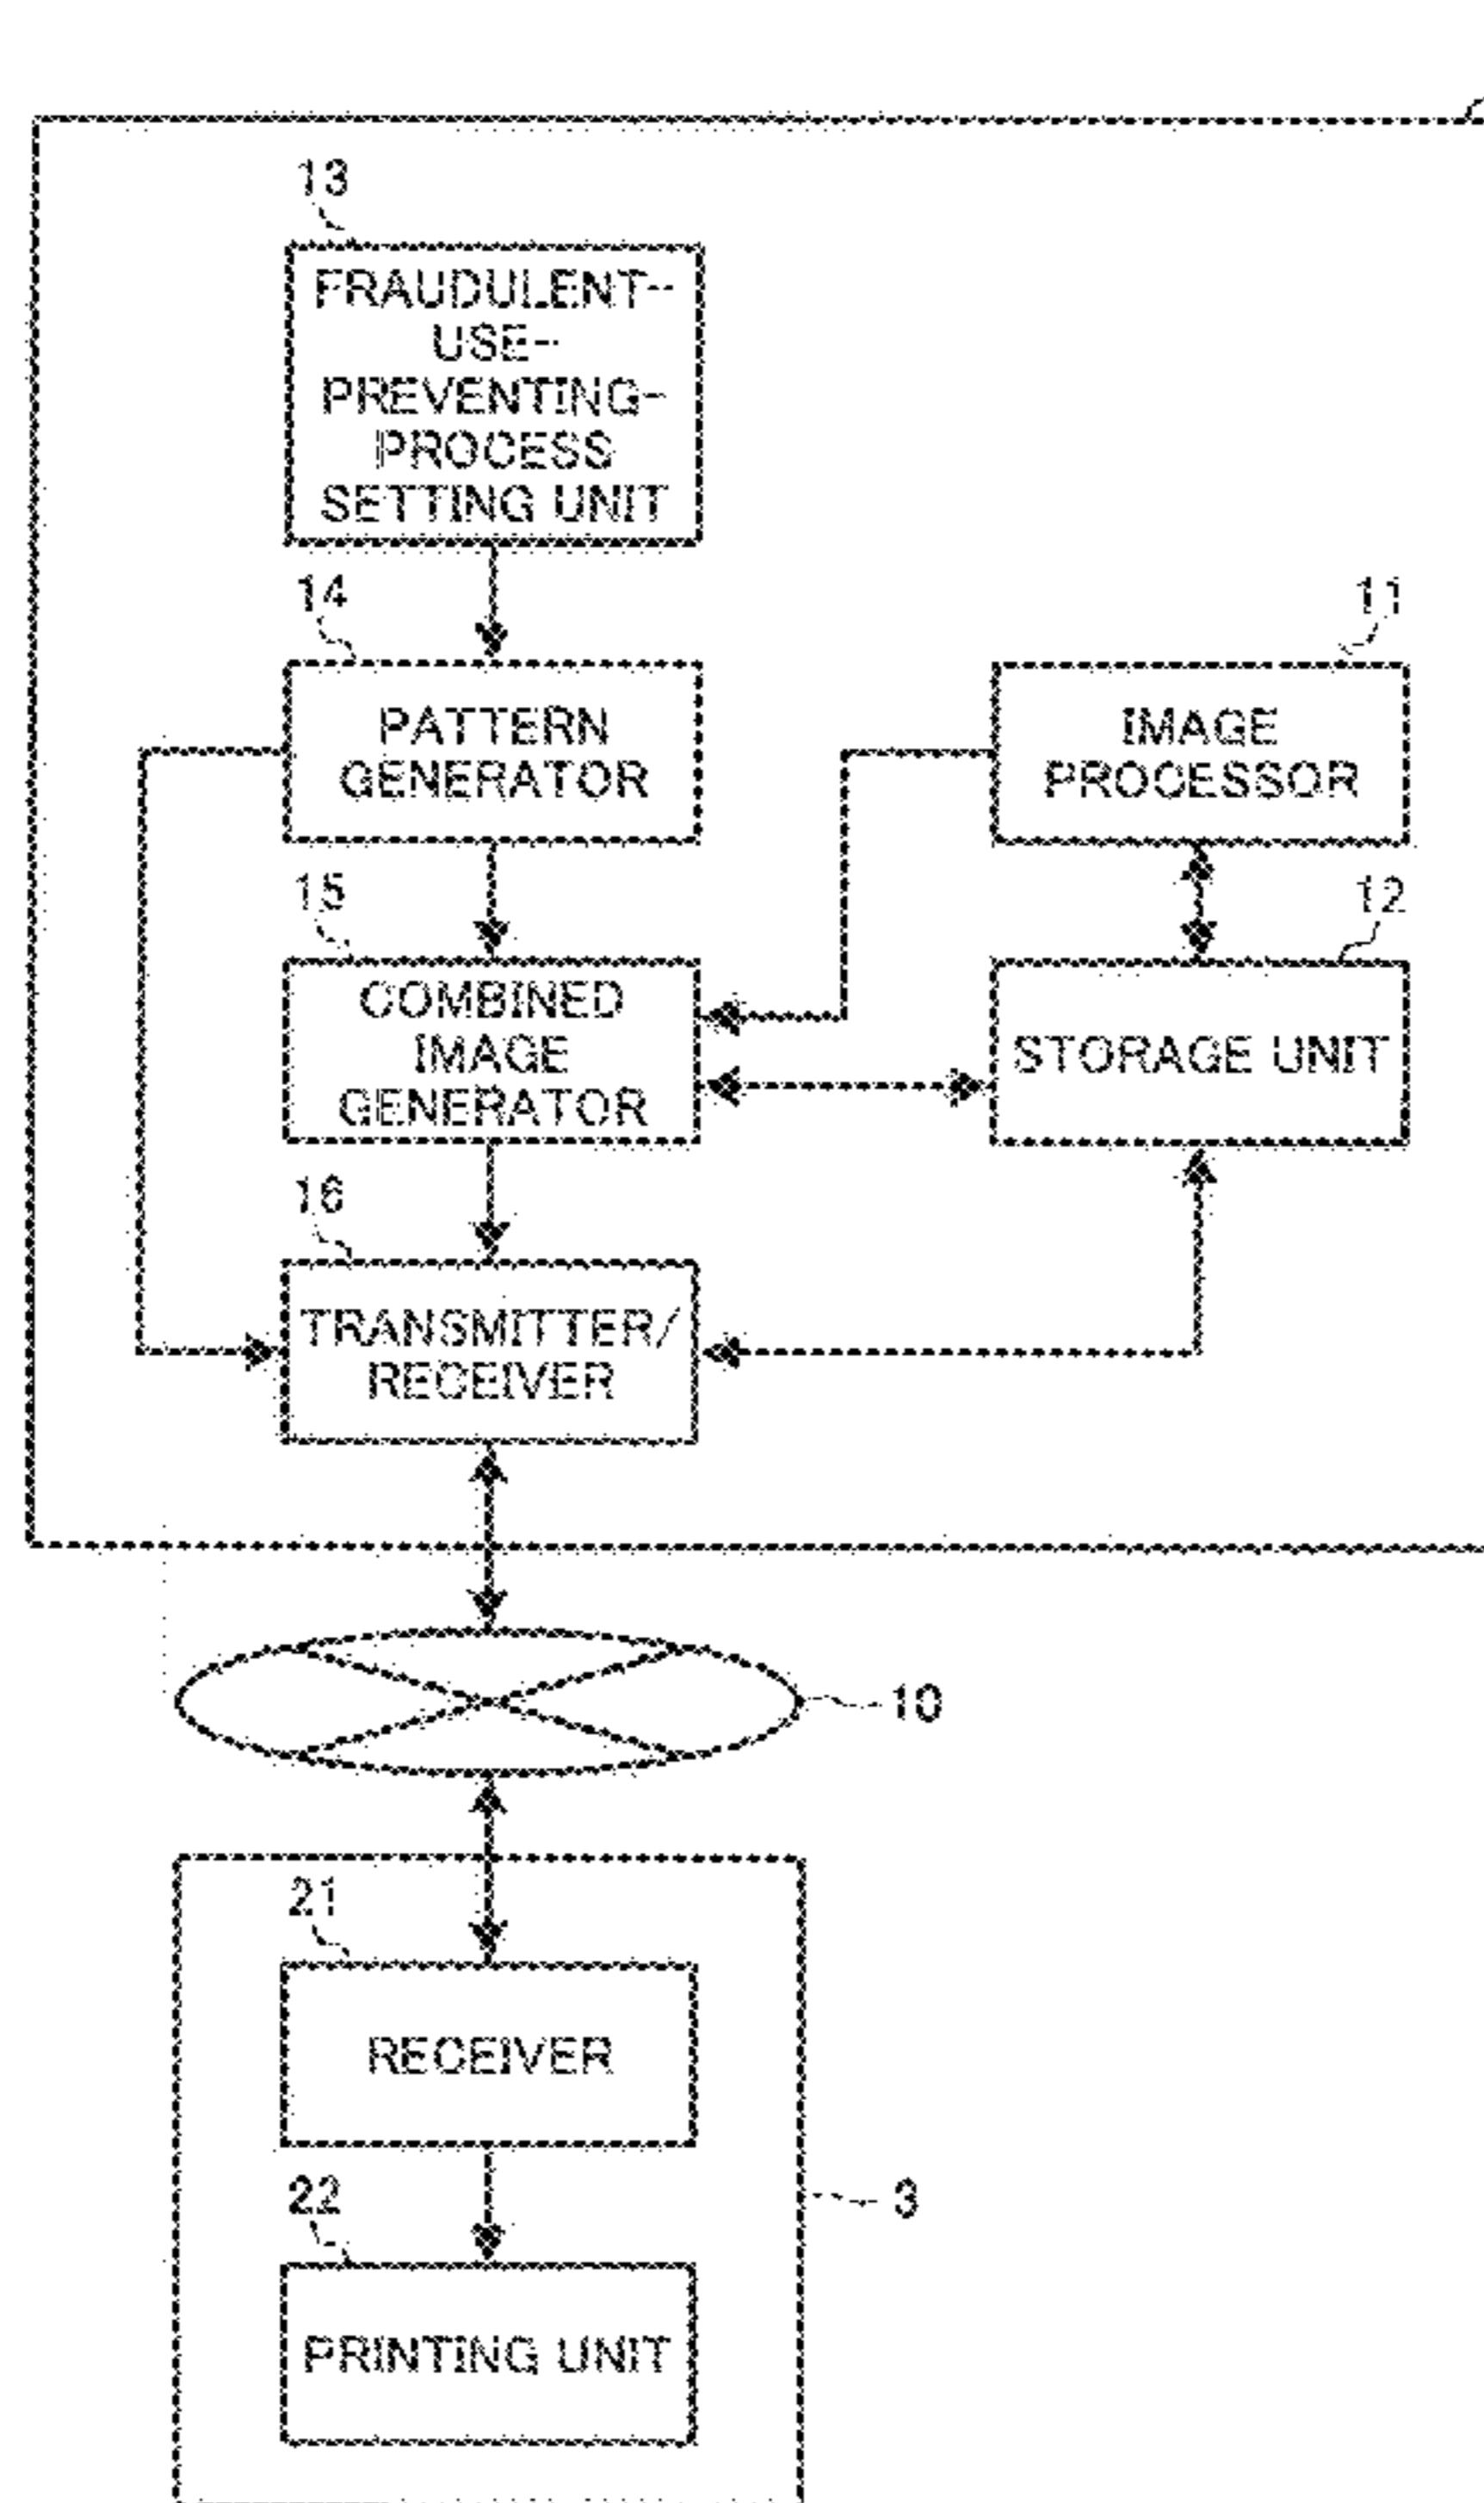 13
FRAUDULENT-
USE-
PREVENTING-
PROCESS
SETTING UNIT
14
11
PATTERN
GENERATOR
IMAGE
PROCESSOR
15
12
COMBINED
IMAGE
GENERATOR
STORAGE UNIT
16
TRANSMITTER/
RECEIVER
10
21
RECEIVER
22
3
PRINTING UNIT